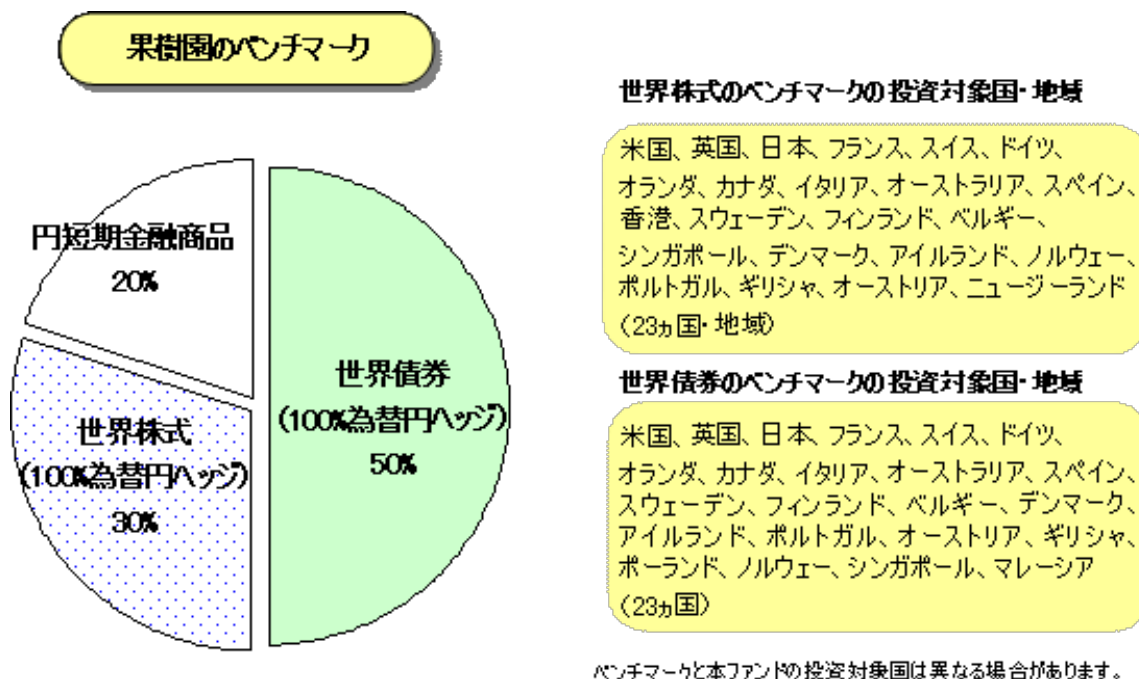 果樹園のベンチマーク
円短期金融商品
20%
世界株式
(100%為替円ヘッジ)
30%
世界債券
(100%為替円ヘッジ)
50%
世界株式のベンチマークの投資対象国・地域
米国、英国、日本、フランス、スイス、ドイツ、
オランダ、カナダ、イタリア、オーストラリア、スペイン、
香港、スウェーデン、フィンランド、ベルギー、
シンガポール、デンマーク、アイルランド、ノルウェー、
ポルトガル、ギリシャ、オーストリア、ニュージーランド
(23ヵ国・地域)
世界債券のベンチマークの投資対象国・地域
米国、英国、日本、フランス、スイス、ドイツ、
オランダ、カナダ、イタリア、オーストラリア、スペイン、
スウェーデン、フィンランド、ベルギー、デンマーク、
アイルランド、ポルトガル、オーストリア、ギリシャ、
ポーランド、ノルウェー、シンガポール、マレーシア
(23ヵ国)
ベンチマークと本ファンドの投資対象国は異なる場合があります。